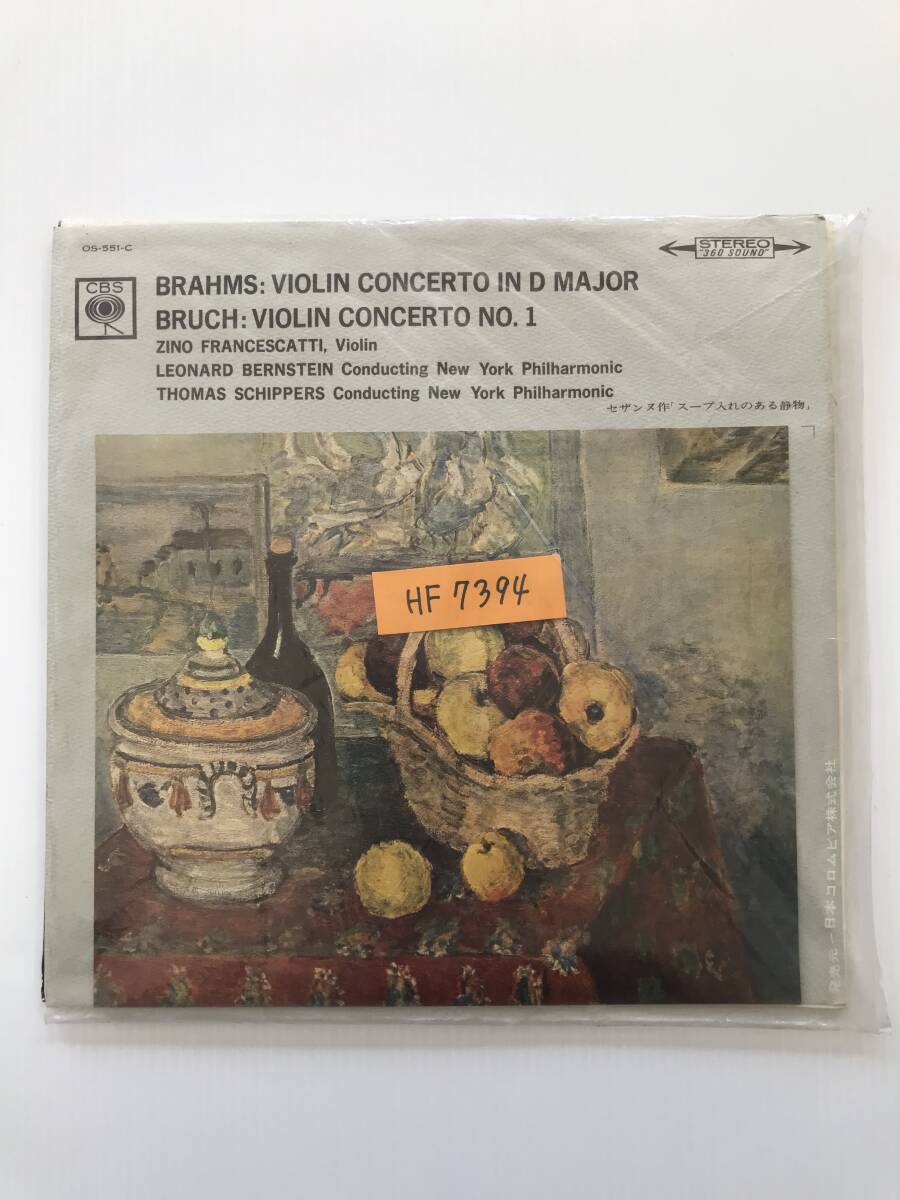 OS-551-C
STEREO
"360 SOUND"
CBS
BRAHMS: VIOLIN CONCERTO IN D MAJOR
BRUCH: VIOLIN CONCERTO NO. 1
ZINO FRANCESCATTI, Violin
LEONARD BERNSTEIN Conducting New York Philharmonic
THOMAS SCHIPPERS Conducting New York Philharmonic
セザンヌ作「スープ入れのある静物」
HF 7394
発売元ー日本コロムビア株式会社